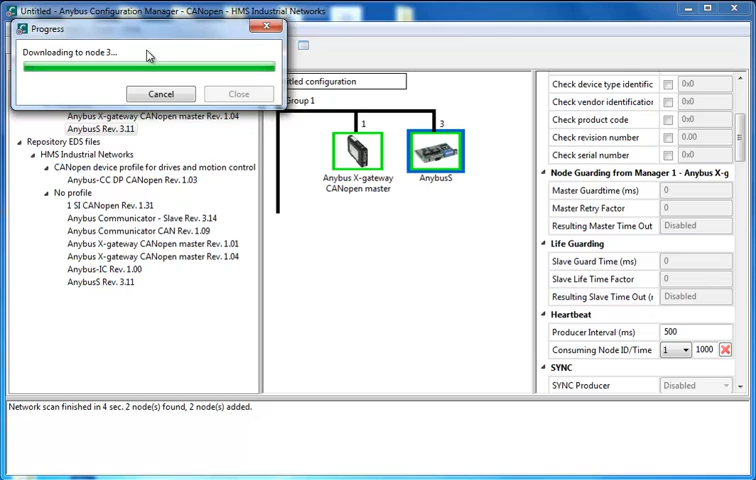 Untitled - Anybus Configuration Manager - CANopen - HMS Industrial Networks
Progress
Downloading to node 3...
Cancel
Close
Anybus X-gateway CANopen master Rev. 1.04
AnybusS Rev. 3.11
Repository EDS files
HMS Industrial Networks
CANopen device profile for drives and motion control
Anybus-CC DP CANopen Rev. 1.03
No profile
1 SI CANopen Rev. 1.31
Anybus Communicator - Slave Rev. 3.14
Anybus Communicator CAN Rev. 1.09
Anybus X-gateway CANopen master Rev. 1.01
Anybus X-gateway CANopen master Rev. 1.04
Anybus-IC Rev. 1.00
AnybusS Rev. 3.11
titled configuration
Group 1
1
3
Anybus X-gateway
CANopen master
AnybusS
Check device type identific
0x0
Check vendor identification
0x0
Check product code
0x0
Check revision number
0.00
Check serial number
0x0
Node Guarding from Manager 1 - Anybus X-g
Master Guardtime (ms)
0
Master Retry Factor
0
Resulting Master Time Out
Disabled
Life Guarding
Slave Guard Time (ms)
0
Slave Life Time Factor
0
Resulting Slave Time Out (r
Disabled
Heartbeat
Producer Interval (ms)
500
Consuming Node ID/Time
1
1000
SYNC
SYNC Producer
Disabled
Network scan finished in 4 sec. 2 node(s) found, 2 node(s) added.